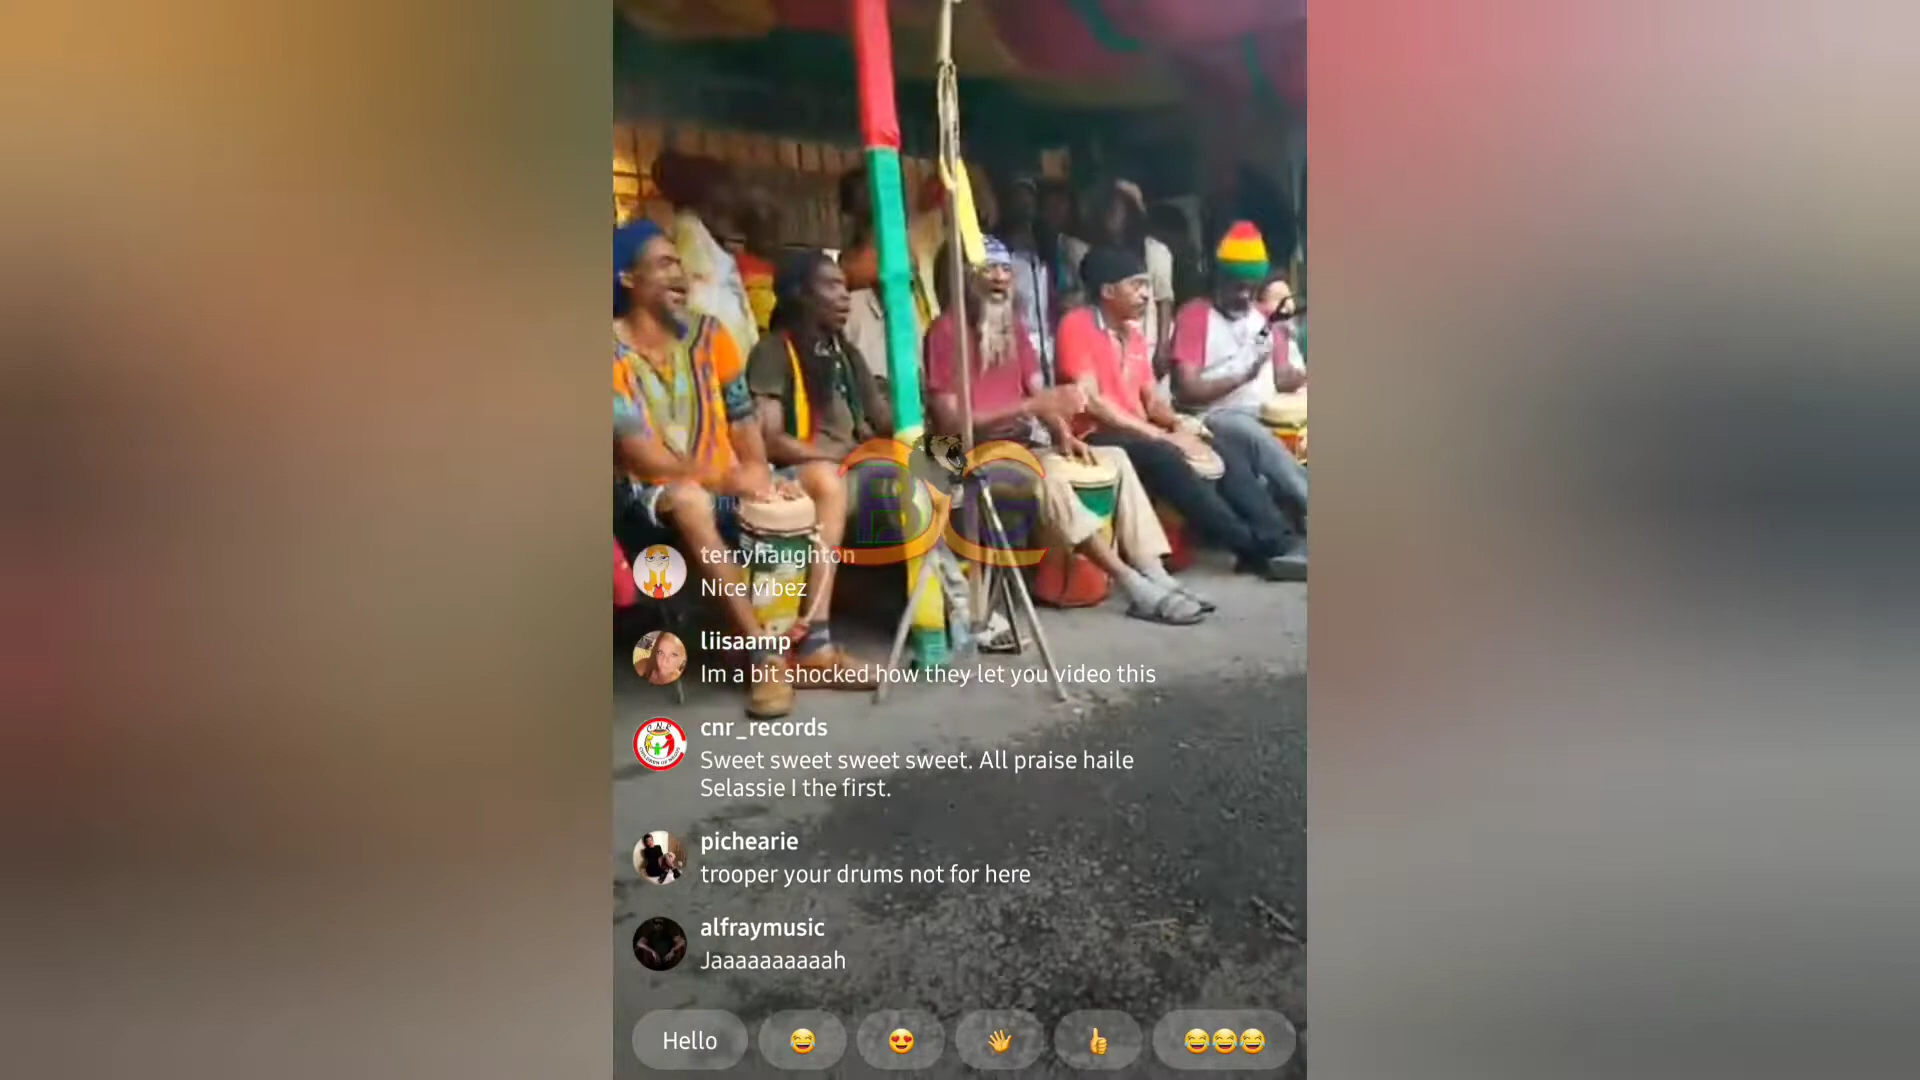 BG
terryhaughton
Nice vibez
liisaamp
Im a bit shocked how they let you video this
cnr_records
Sweet sweet sweet sweet. All praise haile
Selassie I the first.
pichearie
trooper your drums not for here
alfraymusic
Jaaaaaaaaaah
Hello